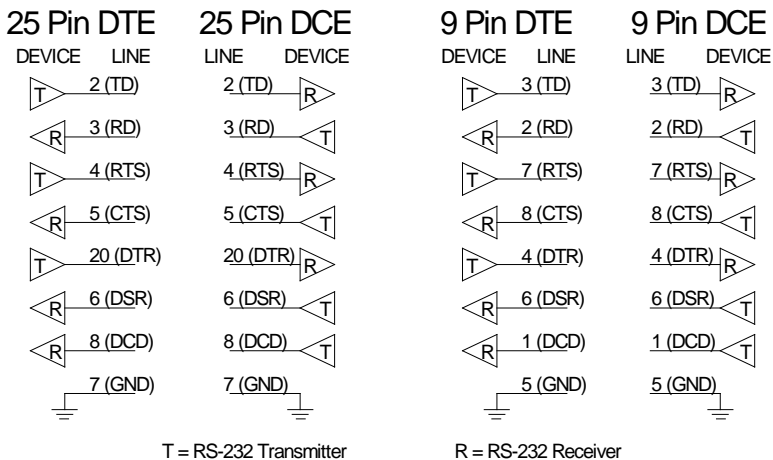 25 Pin DTE 25 Pin DCE 9 Pin DTE 9 Pin DCE
DEVICE LINE LINE DEVICE DEVICE LINE LINE DEVICE
T 2 (TD) 2 (TD) R T 3 (TD) 3 (TD) R
R 3 (RD) 3 (RD) T R 2 (RD) 2 (RD) T
T 4 (RTS) 4 (RTS) R T 7 (RTS) 7 (RTS) R
R 5 (CTS) 5 (CTS) T R 8 (CTS) 8 (CTS) T
T 20 (DTR) 20 (DTR) R T 4 (DTR) 4 (DTR) R
R 6 (DSR) 6 (DSR) T R 6 (DSR) 6 (DSR) T
R 8 (DCD) 8 (DCD) T R 1 (DCD) 1 (DCD) T
7 (GND) 7 (GND) 5 (GND) 5 (GND)
T = RS-232 Transmitter R = RS-232 Receiver